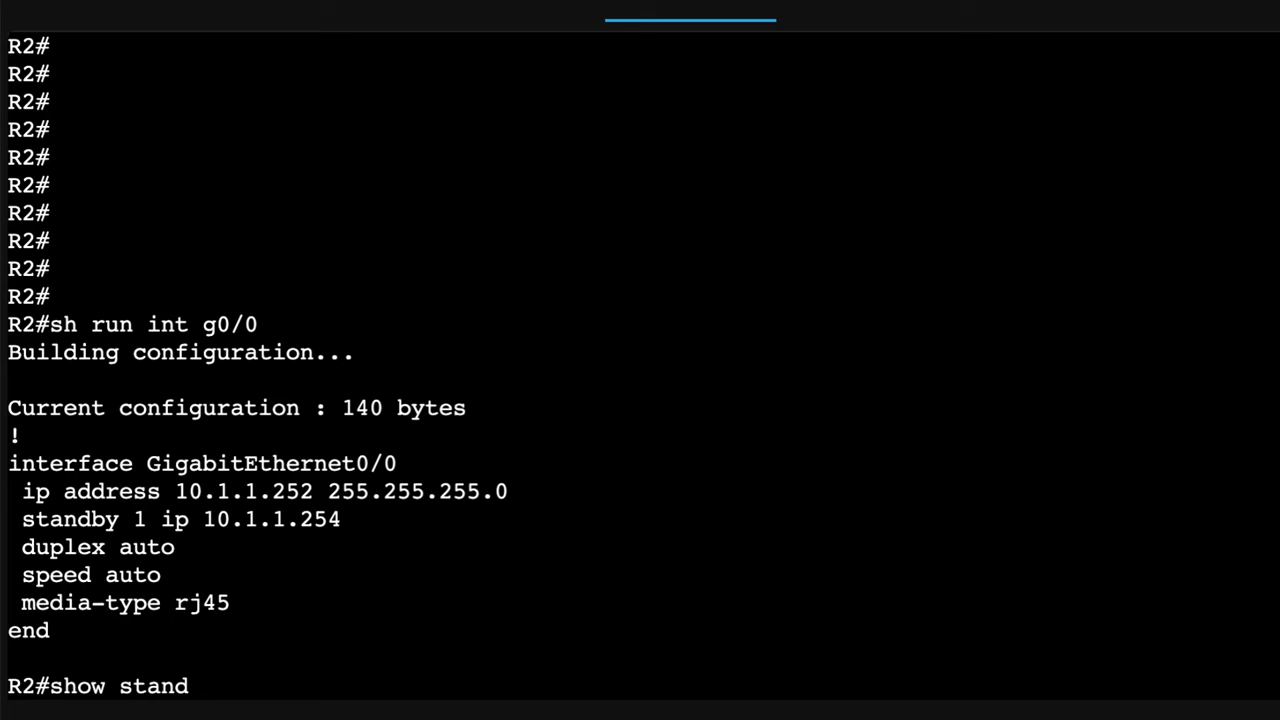 R2#
R2#
R2#
R2#
R2#
R2#
R2#
R2#
R2#
R2#
R2#sh run int g0/0
Building configuration...
Current configuration : 140 bytes
!
interface GigabitEthernet0/0
 ip address 10.1.1.252 255.255.255.0
 standby 1 ip 10.1.1.254
 duplex auto
 speed auto
 media-type rj45
end
R2#show stand